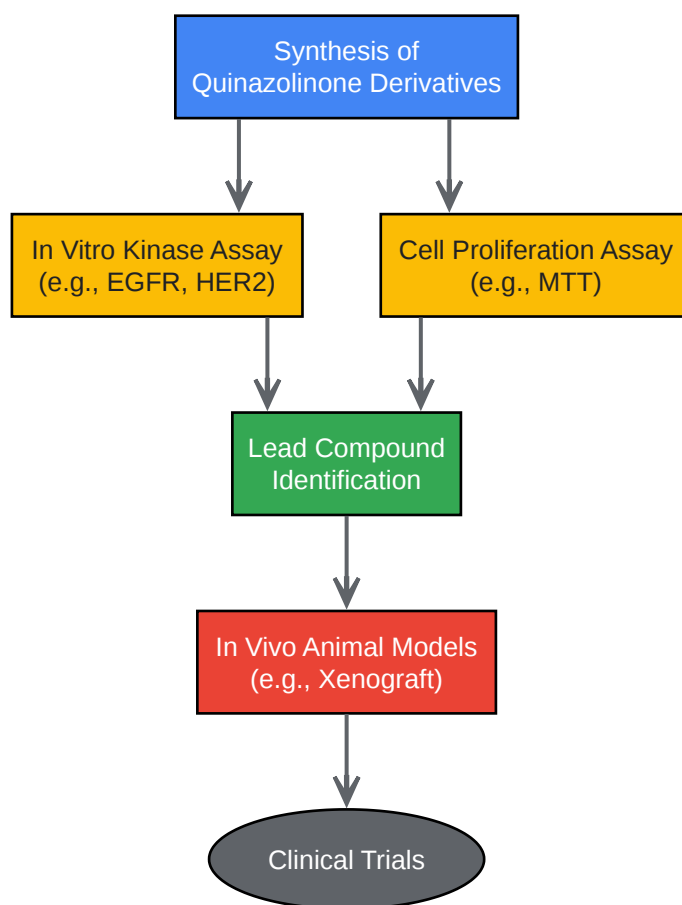 Synthesis of
Quinazolinone Derivatives
In Vitro Kinase Assay
(e.g., EGFR, HER2)
Cell Proliferation Assay
(e.g., MTT)
Lead Compound
Identification
In Vivo Animal Models
(e.g., Xenograft)
Clinical Trials